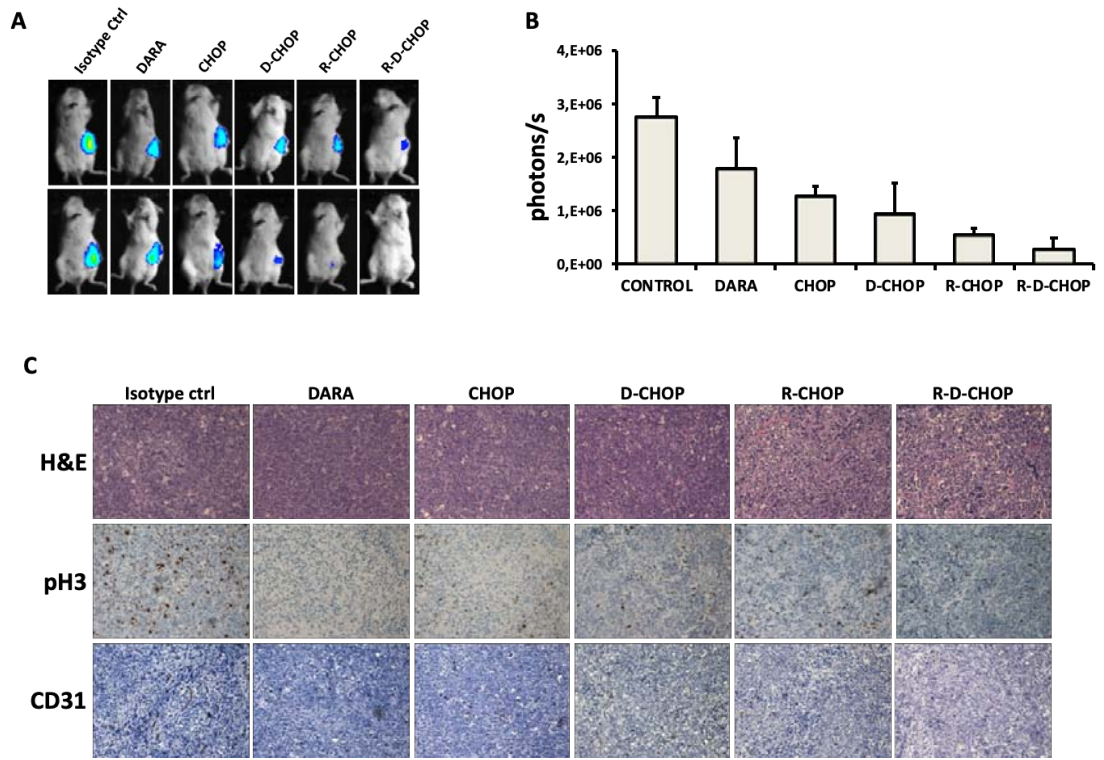 A
Isotype Ctrl
DARA
CHOP
D-CHOP
R-CHOP
R-D-CHOP
B
photons/s
4,E+06
3,E+06
2,E+06
1,E+06
0,E+00
CONTROL DARA CHOP D-CHOP R-CHOP R-D-CHOP
C
Isotype ctrl DARA CHOP D-CHOP R-CHOP R-D-CHOP
H&E
pH3
CD31